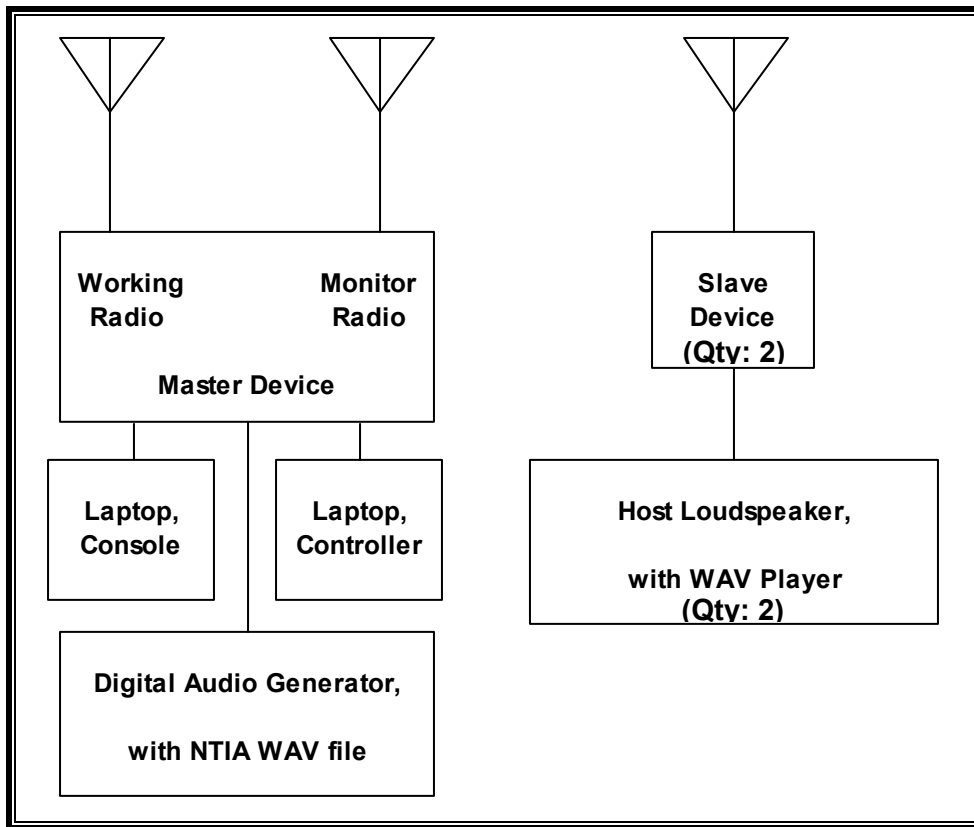 Working
Radio
Monitor
Radio
Master Device
Slave
Device
(Qty: 2)
Laptop,
Console
Laptop,
Controller
Host Loudspeaker,
with WAV Player
(Qty: 2)
Digital Audio Generator,
with NTIA WAV file